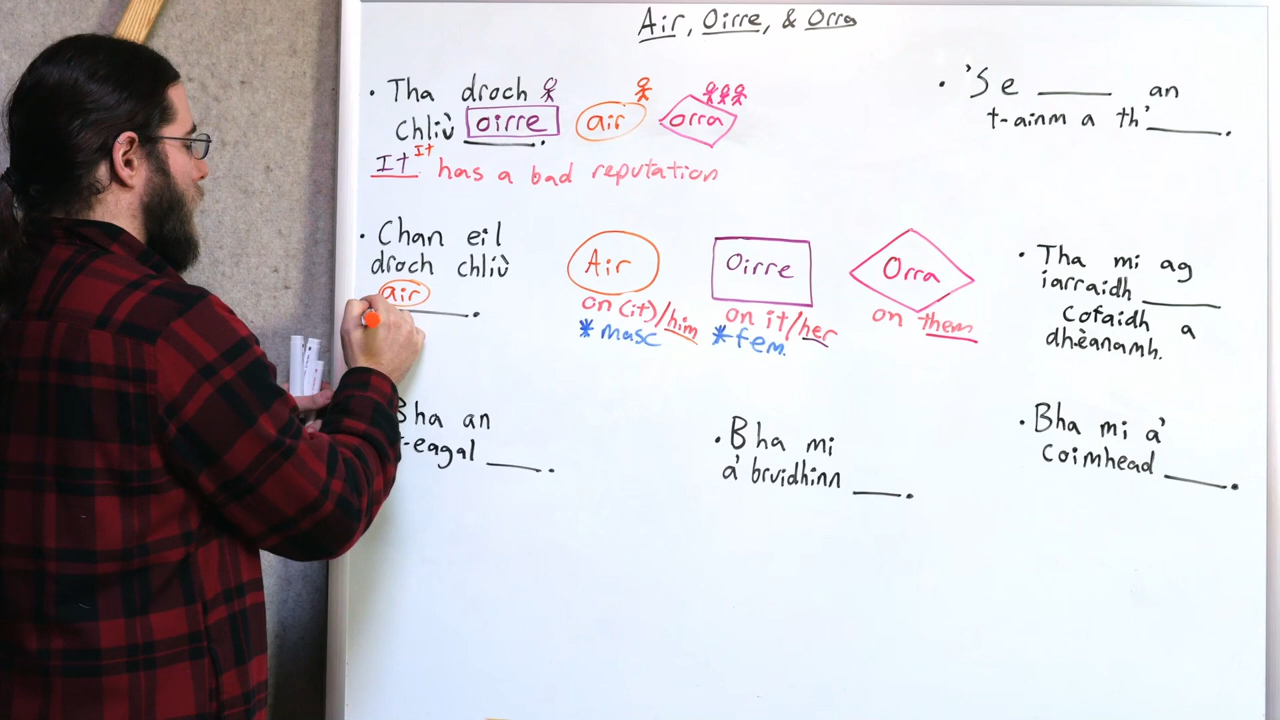 Air, Oirre, & Orra
• Tha droch
chliù oirre . air orra
It It has a bad reputation
• 'S e ____ an
t-ainm a th'____.
• Chan eil
droch chliù
air ____.
Air
on (it)/him
* masc
Oirre
on it/her
* fem.
Orra
on them
• Tha mi ag
iarraidh ____
cofaidh a
dhèanamh.
Bha an
t-eagal ____.
• Bha mi
a' bruidhinn ____.
• Bha mi a'
coimhead ____.